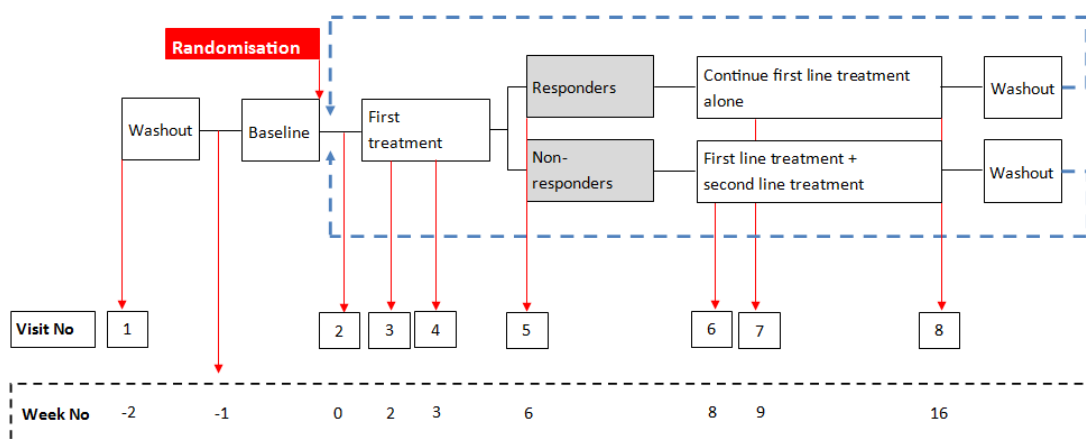 Randomisation
Responders
Continue first line treatment
alone
Washout
Washout
Baseline
First
treatment
Non-
responders
First line treatment +
second line treatment
Washout
Visit No 1 2 3 4 5 6 7 8
Week No -2 -1 0 2 3 6 8 9 16